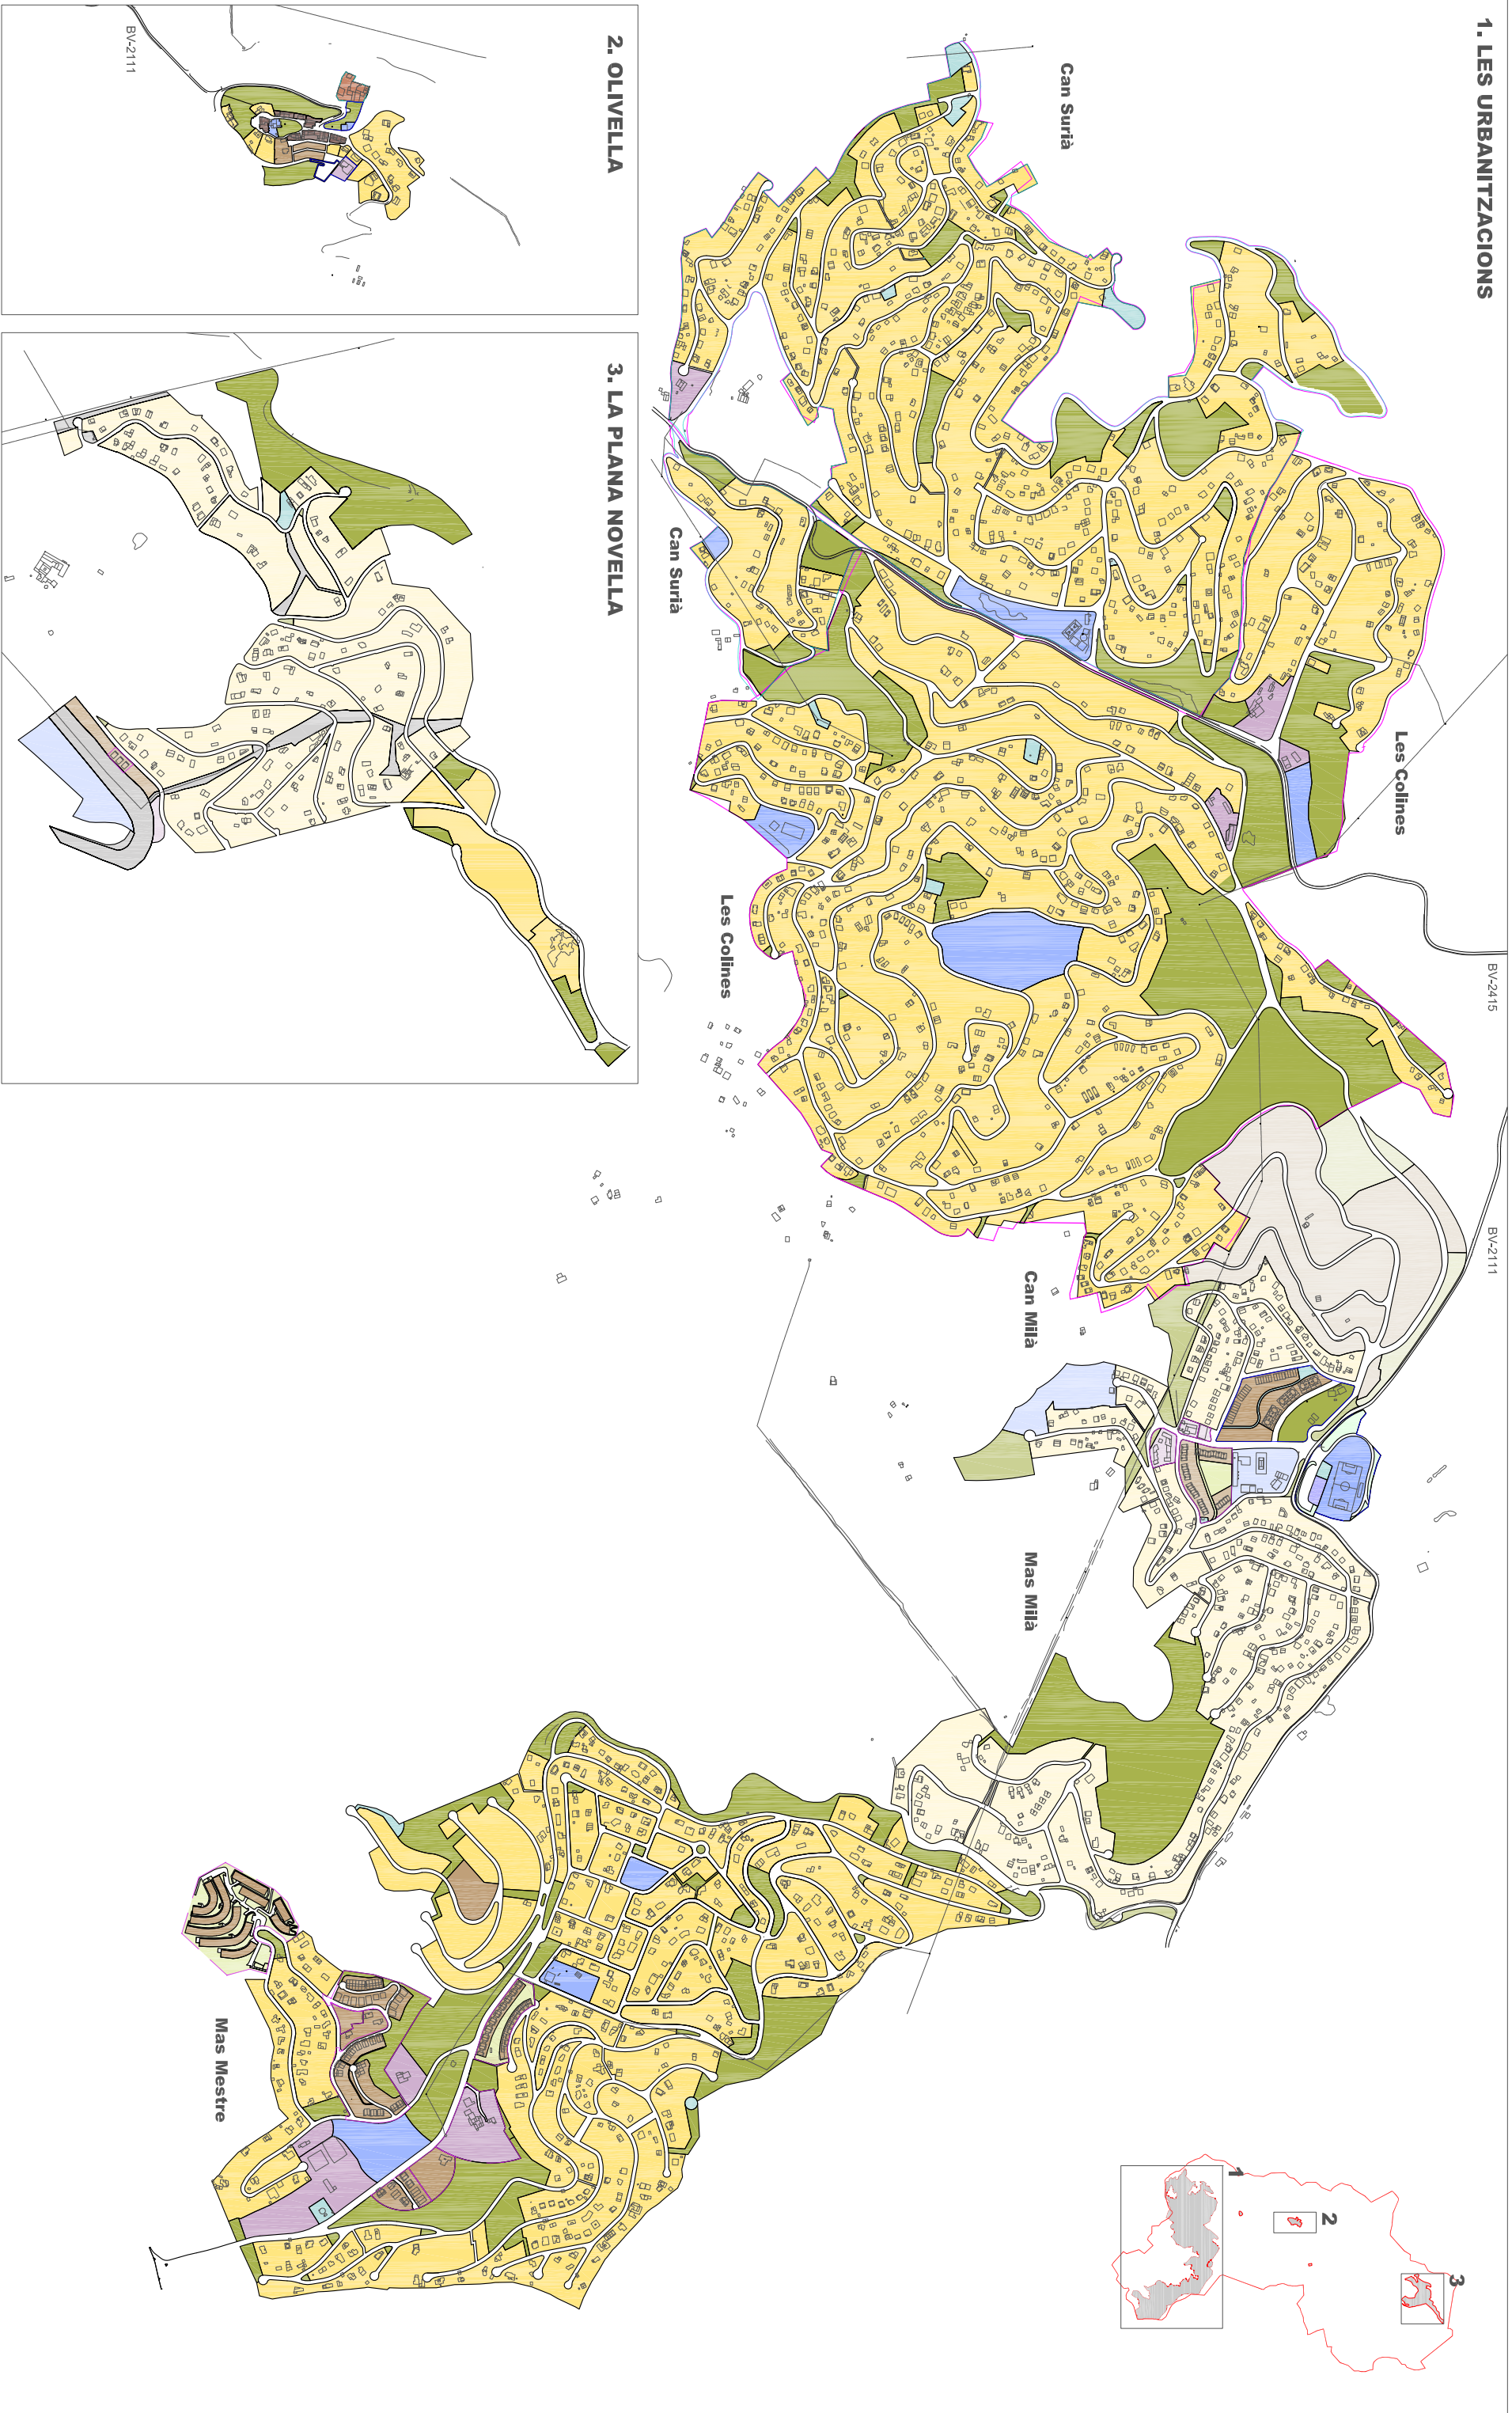 1. LES URBANITZACIONS
Can Surià
Les Colines
BV-2415
BV-2111
Can Surià
Les Colines
Can Milà
Mas Milà
Mas Mestre
2. OLIVELLA
BV-2111
3. LA PLANA NOVELLA
1
2
3